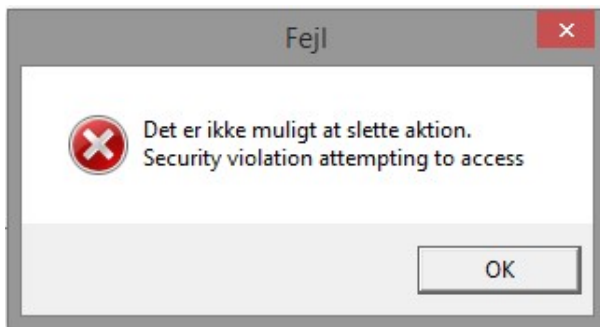 Fejl
Det er ikke muligt at slette aktion.
Security violation attempting to access
OK